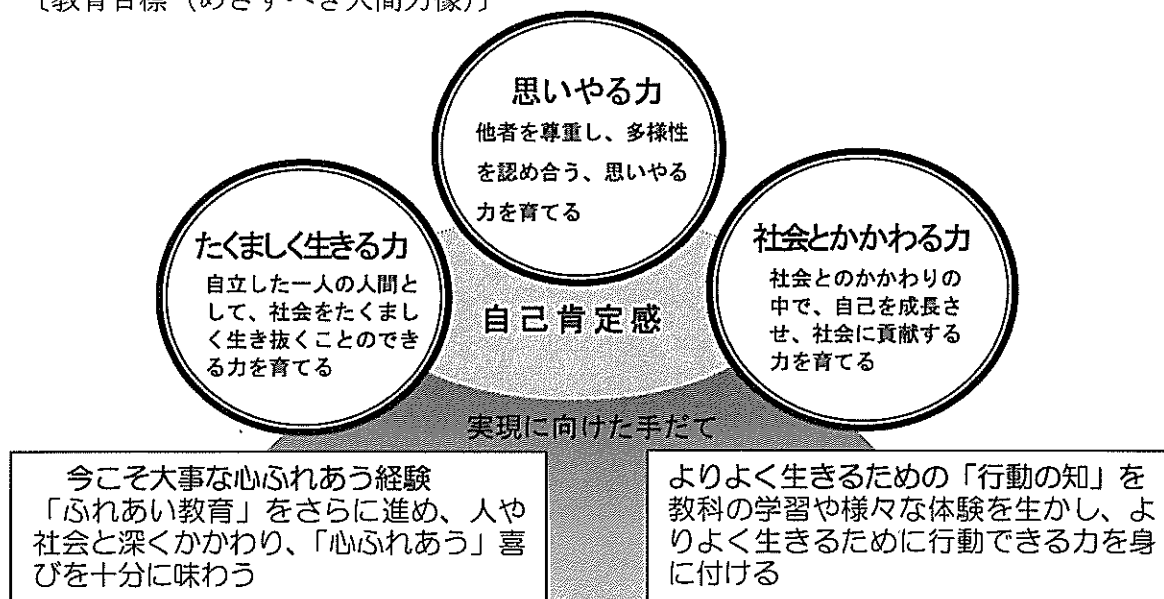 〔教育目標（めざすべき人間力像）〕
思いやる力
他者を尊重し、多様性
を認め合う、思いやる
力を育てる
たくましく生きる力
自立した一人の人間と
して、社会をたくまし
く生き抜くことのでき
る力を育てる
社会とかかわる力
社会とのかかわりの
中で、自己を成長さ
せ、社会に貢献する
力を育てる
自己肯定感
実現に向けた手だて
今こそ大事な心ふれあう経験
「ふれあい教育」をさらに進め、人や
社会と深くかかわり、「心ふれあう」喜
びを十分に味わう
よりよく生きるための「行動の知」を
教科の学習や様々な体験を生かし、よ
りよく生きるために行動できる力を身
に付ける